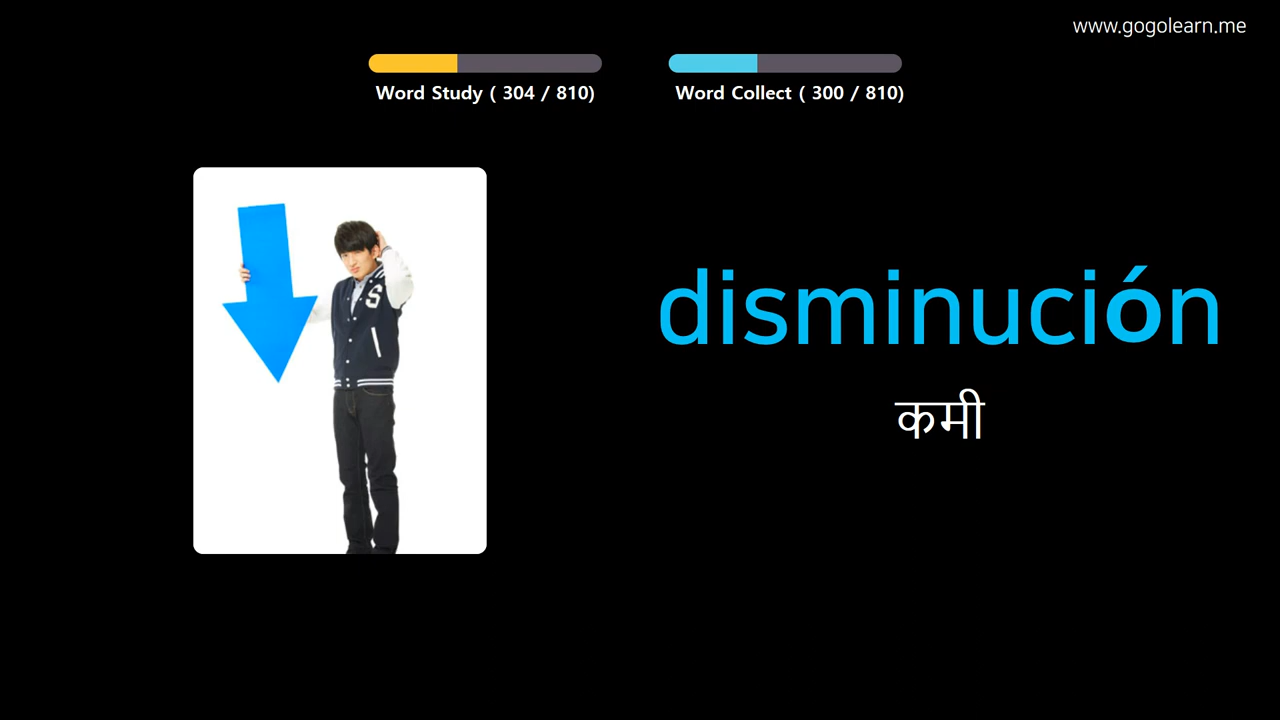 www.gogolearn.me
Word Study ( 304 / 810)
Word Collect ( 300 / 810)
S
disminución
कमी